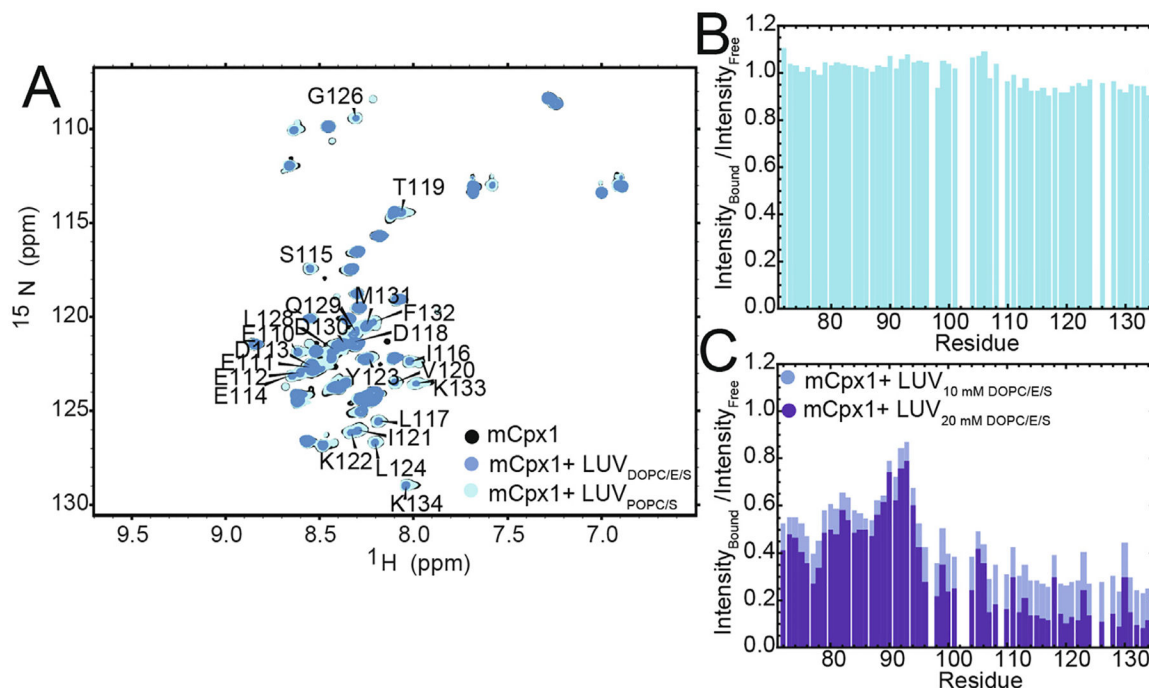 A
G126
T119
S115
Q129
M131
L128
F132
E110
D130
D118
D113
E111
I116
E112
Y123
V120
E114
K133
L117
I121
K122
L124
K134
mCpx1
mCpx1+ LUV DOPC/E/S
mCpx1+ LUV POPC/S
110
115
120
125
130
15 N (ppm)
9.5 9.0 8.5 8.0 7.5 7.0
1H (ppm)
B
1.2
1.0
0.8
0.6
0.4
0.2
0.0
Intensity Bound /Intensity Free
80 90 100 110 120 130
Residue
C
mCpx1+ LUV 10 mM DOPC/E/S
mCpx1+ LUV 20 mM DOPC/E/S
1.2
1.0
0.8
0.6
0.4
0.2
0.0
Intensity Bound /Intensity Free
80 90 100 110 120 130
Residue